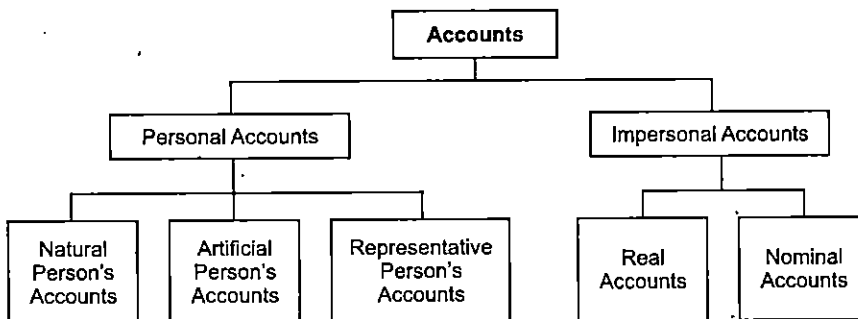 Accounts
Personal Accounts
Impersonal Accounts
Natural
Person's
Accounts
Artificial
Person's
Accounts
Representative
Person's
Accounts
Real
Accounts
Nominal
Accounts